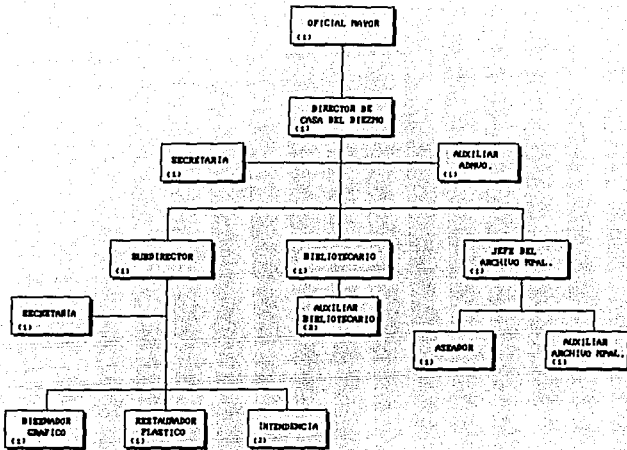 OFICIAL MAYOR
(1)
DIRECTOR DE
CASA DEL DIEZMO
(1)
SECRETARIA
(1)
AUXILIAR
ADMVO.
(1)
SUBDIRECTOR
(1)
BIBLIOTECARIO
(1)
JEFE DEL
ARCHIVO MPAL.
(1)
SECRETARIA
(1)
AUXILIAR
BIBLIOTECARIO
ASEADOR
(1)
AUXILIAR
ARCHIVO MPAL.
(1)
DISENADOR
GRAFICO
(1)
RESTAURADOR
PLASTICO
(1)
INTENDENCIA
(2)